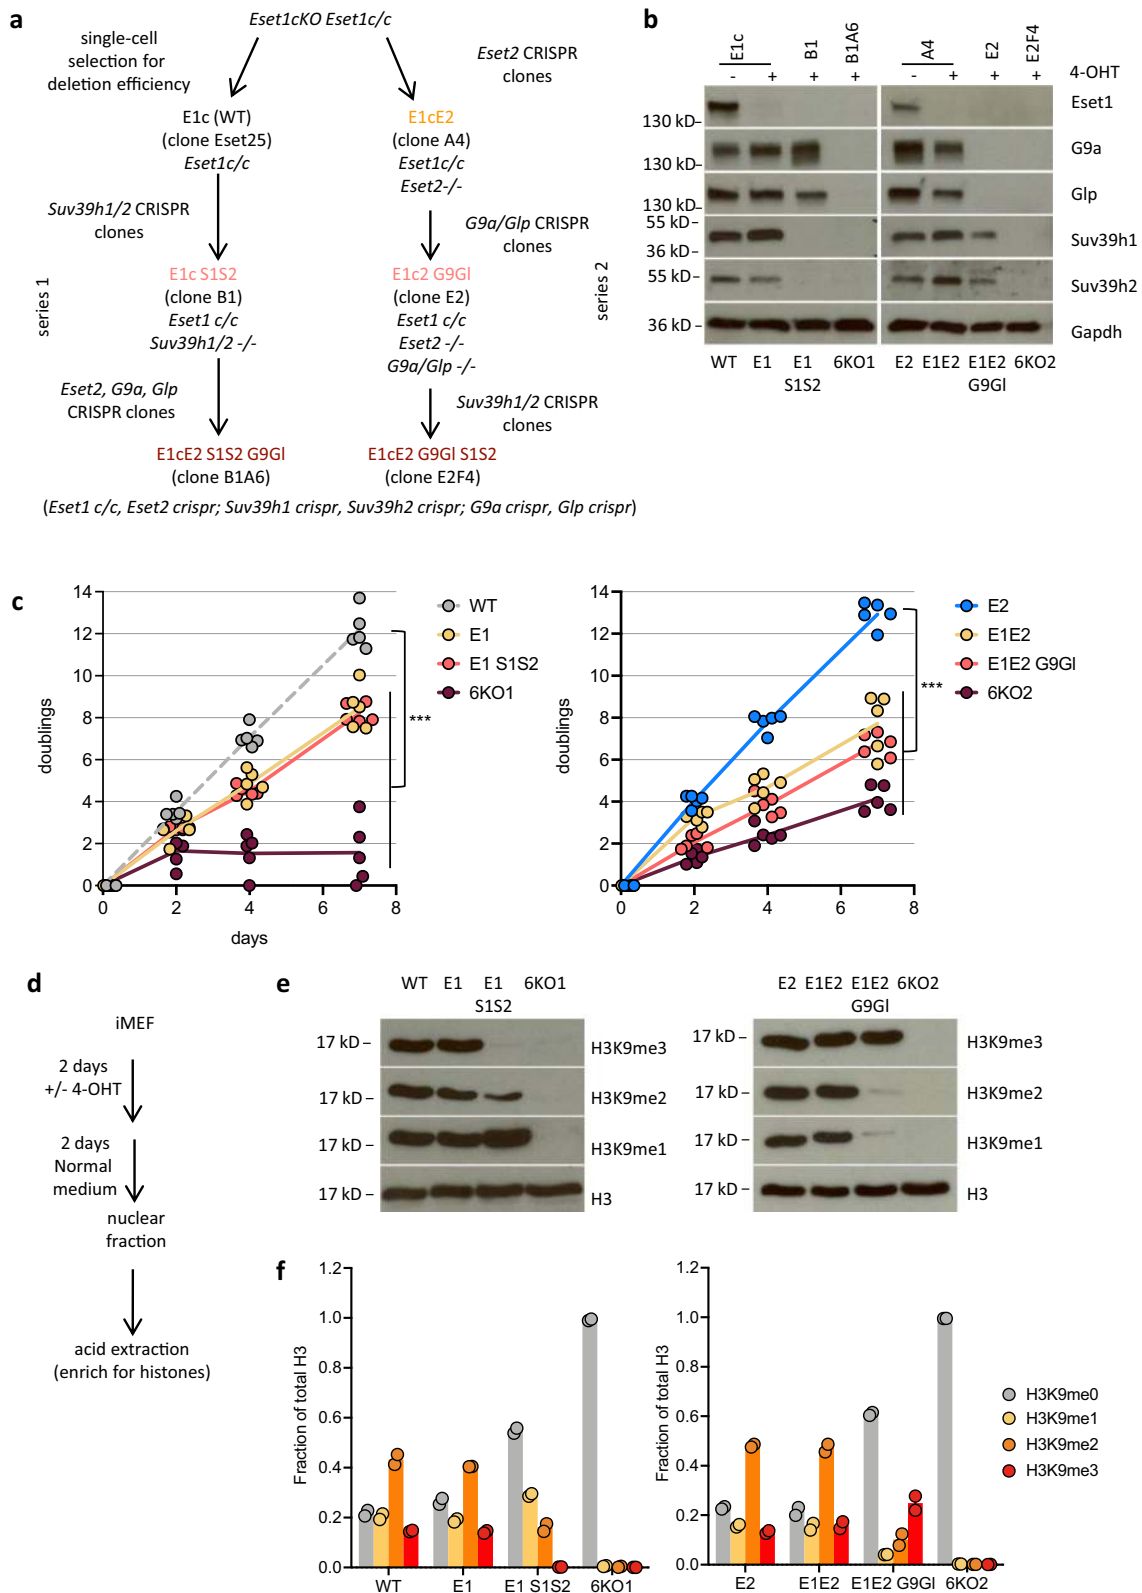 a
Eset1cKO Eset1c/c
single-cell
selection for
deletion efficiency
Eset2 CRISPR
clones
E1c (WT)
(clone Eset25)
Eset1c/c
E1cE2
(clone A4)
Eset1c/c
Eset2-/-
Suv39h1/2 CRISPR
clones
G9a/Glp CRISPR
clones
series 1
E1c S1S2
(clone B1)
Eset1 c/c
Suv39h1/2 -/-
E1c2 G9Gl
(clone E2)
Eset1 c/c
Eset2 -/-
G9a/Glp -/-
series 2
Eset2, G9a, Glp
CRISPR clones
Suv39h1/2 CRISPR
clones
E1cE2 S1S2 G9Gl
(clone B1A6)
E1cE2 G9Gl S1S2
(clone E2F4)
(Eset1 c/c, Eset2 crispr; Suv39h1 crispr, Suv39h2 crispr; G9a crispr, Glp crispr)
b
E1c B1 B1A6 A4 E2 E2F4
- + + + - + + + 4-OHT
130 kD– Eset1
130 kD– G9a
130 kD– Glp
55 kD–
36 kD– Suv39h1
55 kD– Suv39h2
36 kD – Gapdh
WT E1 E1 6KO1 E2 E1E2 E1E2 6KO2
S1S2 G9Gl
c
doublings
14
12
10
8
6
4
2
0
0 2 4 6 8
days
WT
E1
E1 S1S2
6KO1
***
doublings
14
12
10
8
6
4
2
0
0 2 4 6 8
E2
E1E2
E1E2 G9Gl
6KO2
***
d
iMEF
2 days
+/- 4-OHT
2 days
Normal
medium
nuclear
fraction
acid extraction
(enrich for histones)
e
WT E1 E1 6KO1
S1S2
17 kD – H3K9me3
17 kD – H3K9me2
17 kD – H3K9me1
17 kD – H3
E2 E1E2 E1E2 6KO2
G9Gl
17 kD – H3K9me3
17 kD – H3K9me2
17 kD – H3K9me1
17 kD – H3
f
Fraction of total H3
1.2
1.0
0.8
0.6
0.4
0.2
0.0
WT E1 E1 S1S2 6KO1
Fraction of total H3
1.2
1.0
0.8
0.6
0.4
0.2
0.0
E2 E1E2 E1E2 G9Gl 6KO2
H3K9me0
H3K9me1
H3K9me2
H3K9me3